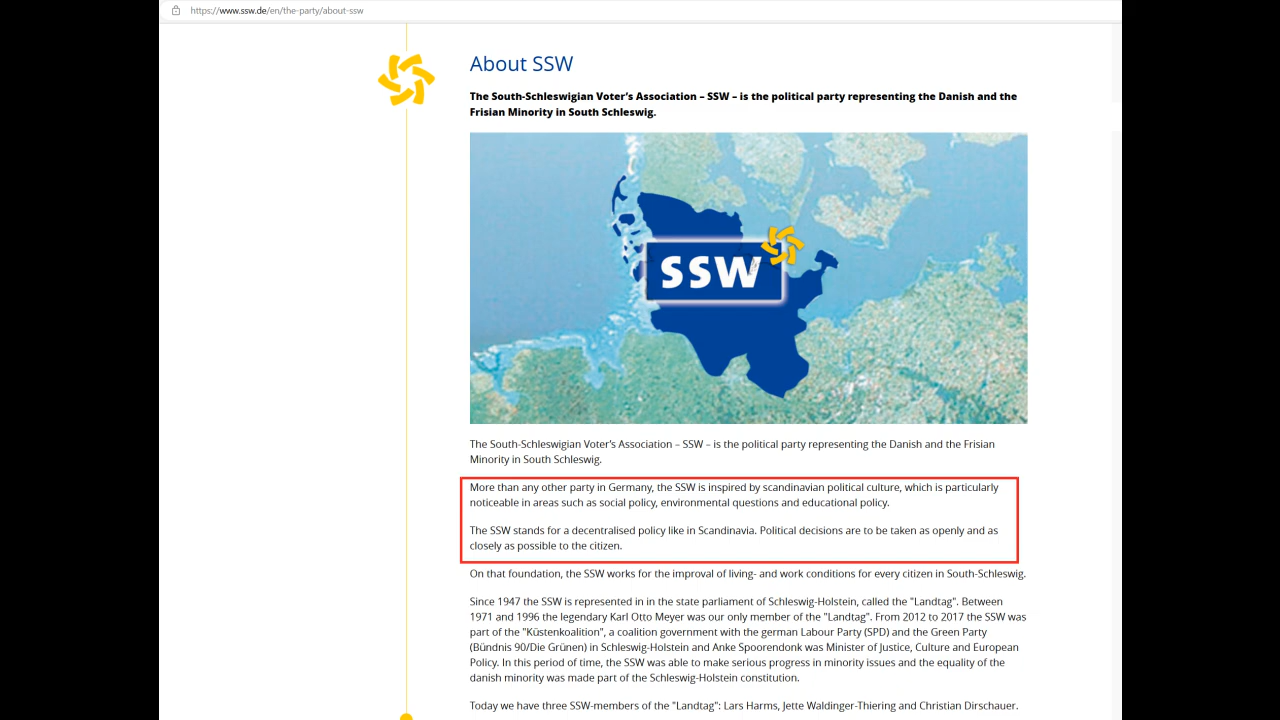 https://www.ssw.de/en/the-party/about-ssw
About SSW
The South-Schleswigian Voter's Association – SSW – is the political party representing the Danish and the
Frisian Minority in South Schleswig.
SSW
The South-Schleswigian Voter's Association – SSW – is the political party representing the Danish and the Frisian
Minority in South Schleswig.
More than any other party in Germany, the SSW is inspired by scandinavian political culture, which is particularly
noticeable in areas such as social policy, environmental questions and educational policy.
The SSW stands for a decentralised policy like in Scandinavia. Political decisions are to be taken as openly and as
closely as possible to the citizen.
On that foundation, the SSW works for the improval of living- and work conditions for every citizen in South-Schleswig.
Since 1947 the SSW is represented in in the state parliament of Schleswig-Holstein, called the "Landtag". Between
1971 and 1996 the legendary Karl Otto Meyer was our only member of the "Landtag". From 2012 to 2017 the SSW was
part of the "Küstenkoalition", a coalition government with the german Labour Party (SPD) and the Green Party
(Bündnis 90/Die Grünen) in Schleswig-Holstein and Anke Spoorendonk was Minister of Justice, Culture and European
Policy. In this period of time, the SSW was able to make serious progress in minority issues and the equality of the
danish minority was made part of the Schleswig-Holstein constitution.
Today we have three SSW-members of the "Landtag": Lars Harms, Jette Waldinger-Thiering and Christian Dirschauer.